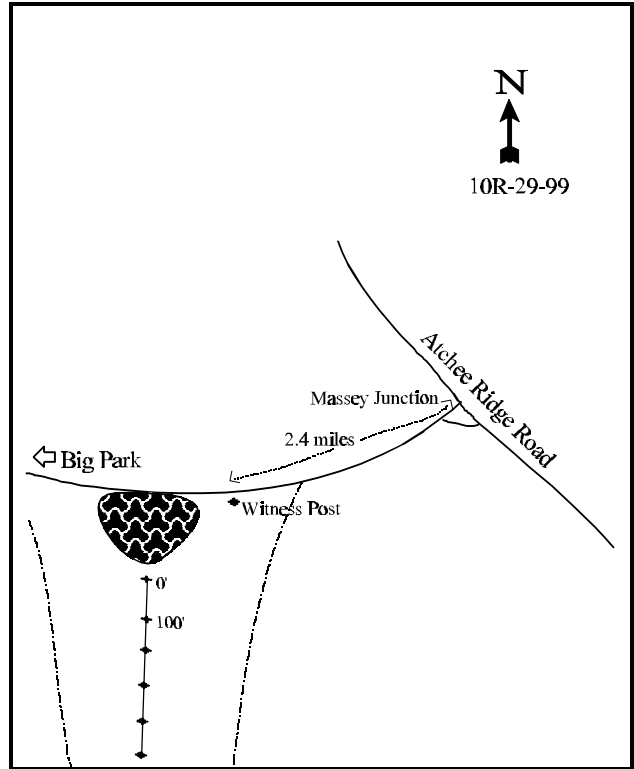 N
10R-29-99
Atchee Ridge Road
Massey Junction
2.4 miles
Big Park
Witness Post
0'
100'